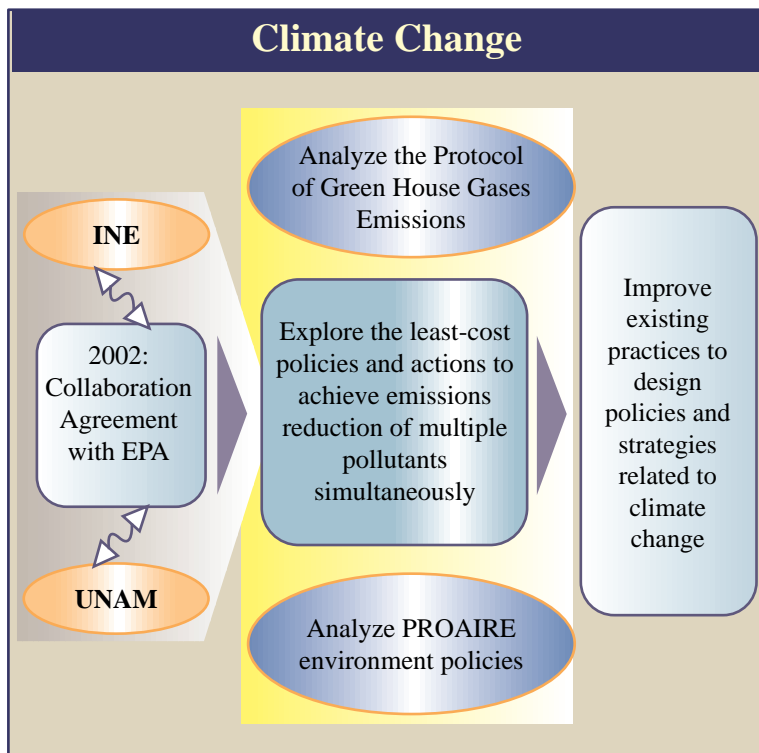 Climate Change
INE
2002:
Collaboration
Agreement
with EPA
UNAM
Analyze the Protocol
of Green House Gases
Emissions
Explore the least-cost
policies and actions to
achieve emissions
reduction of multiple
pollutants
simultaneously
Analyze PROAIRE
environment policies
Improve
existing
practices to
design
policies and
strategies
related to
climate
change